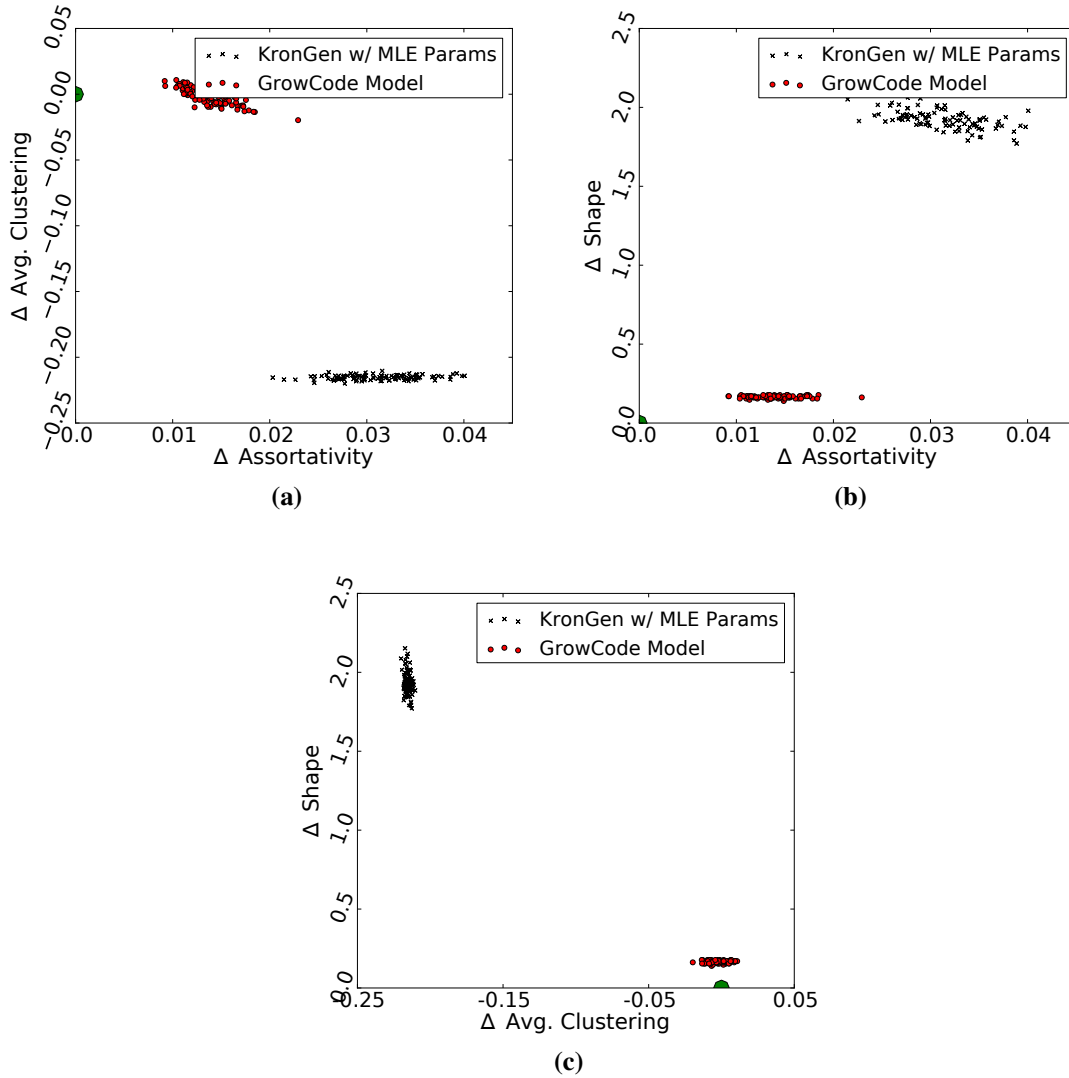 0.05
0.00
−0.05
−0.10
−0.15
−0.20
−0.25
Δ Avg. Clustering
KronGen w/ MLE Params
GrowCode Model
0.0 0.01 0.02 0.03 0.04
Δ Assortativity
(a)
2.5
2.0
1.5
1.0
0.5
0.0
Δ Shape
KronGen w/ MLE Params
GrowCode Model
0.0 0.01 0.02 0.03 0.04
Δ Assortativity
(b)
2.5
2.0
1.5
1.0
0.5
0.0
Δ Shape
KronGen w/ MLE Params
GrowCode Model
-0.25 -0.15 -0.05 0.05
Δ Avg. Clustering
(c)